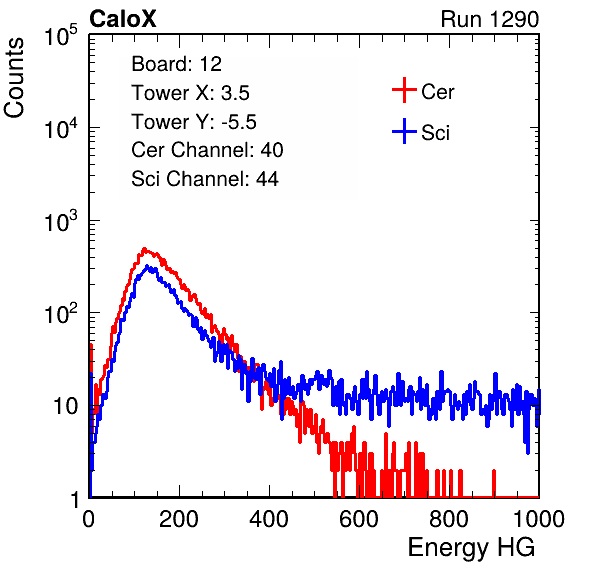 CaloX Run 1290
Counts
10^5
10^4
10^3
10^2
10
1
Board: 12
Tower X: 3.5
Tower Y: -5.5
Cer Channel: 40
Sci Channel: 44
Cer
Sci
0 200 400 600 800 1000
Energy HG